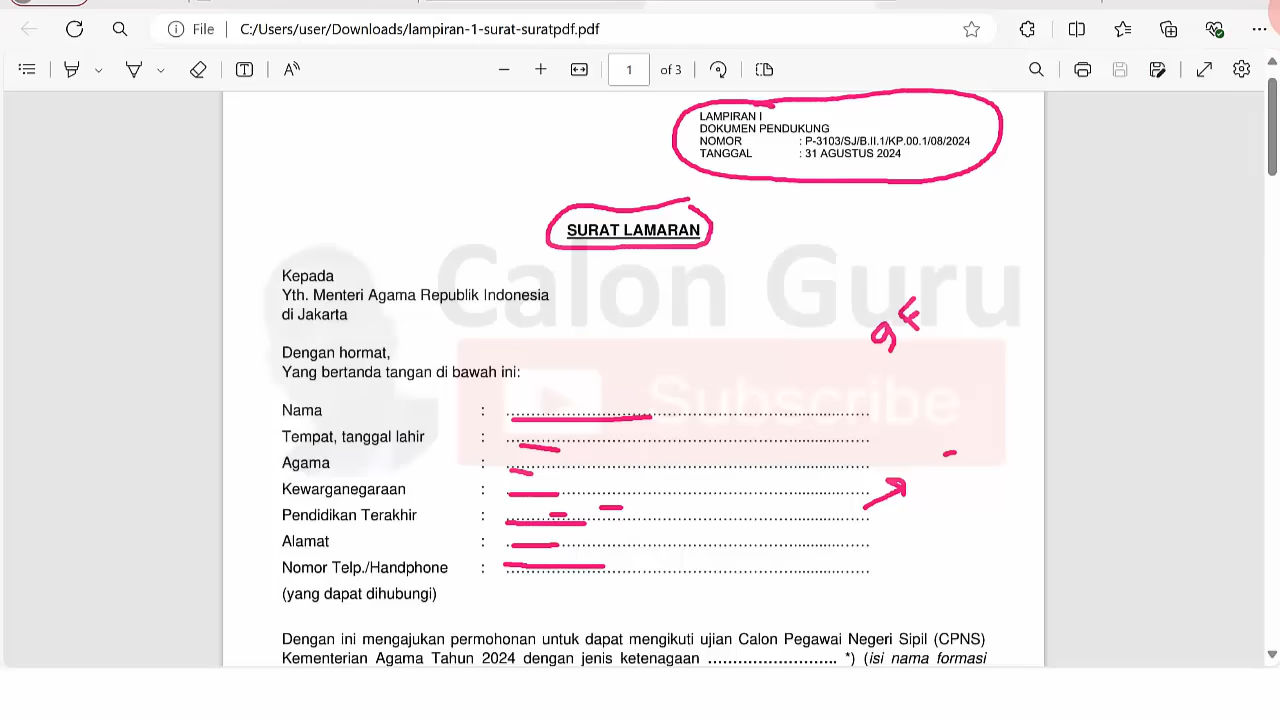 File
C:/Users/user/Downloads/lampiran-1-surat-suratpdf.pdf
1 of 3
LAMPIRAN I
DOKUMEN PENDUKUNG
NOMOR : P-3103/SJ/B.II.1/KP.00.1/08/2024
TANGGAL : 31 AGUSTUS 2024
SURAT LAMARAN
Calon Guru
Subscribe
Kepada
Yth. Menteri Agama Republik Indonesia
di Jakarta
Dengan hormat,
Yang bertanda tangan di bawah ini:
Nama : ..........................................................................................
Tempat, tanggal lahir : ..........................................................................................
Agama : ..........................................................................................
Kewarganegaraan : ..........................................................................................
Pendidikan Terakhir : ..........................................................................................
Alamat : ..........................................................................................
Nomor Telp./Handphone : ..........................................................................................
(yang dapat dihubungi)
Dengan ini mengajukan permohonan untuk dapat mengikuti ujian Calon Pegawai Negeri Sipil (CPNS)
Kementerian Agama Tahun 2024 dengan jenis ketenagaan ............................ *) (isi nama formasi